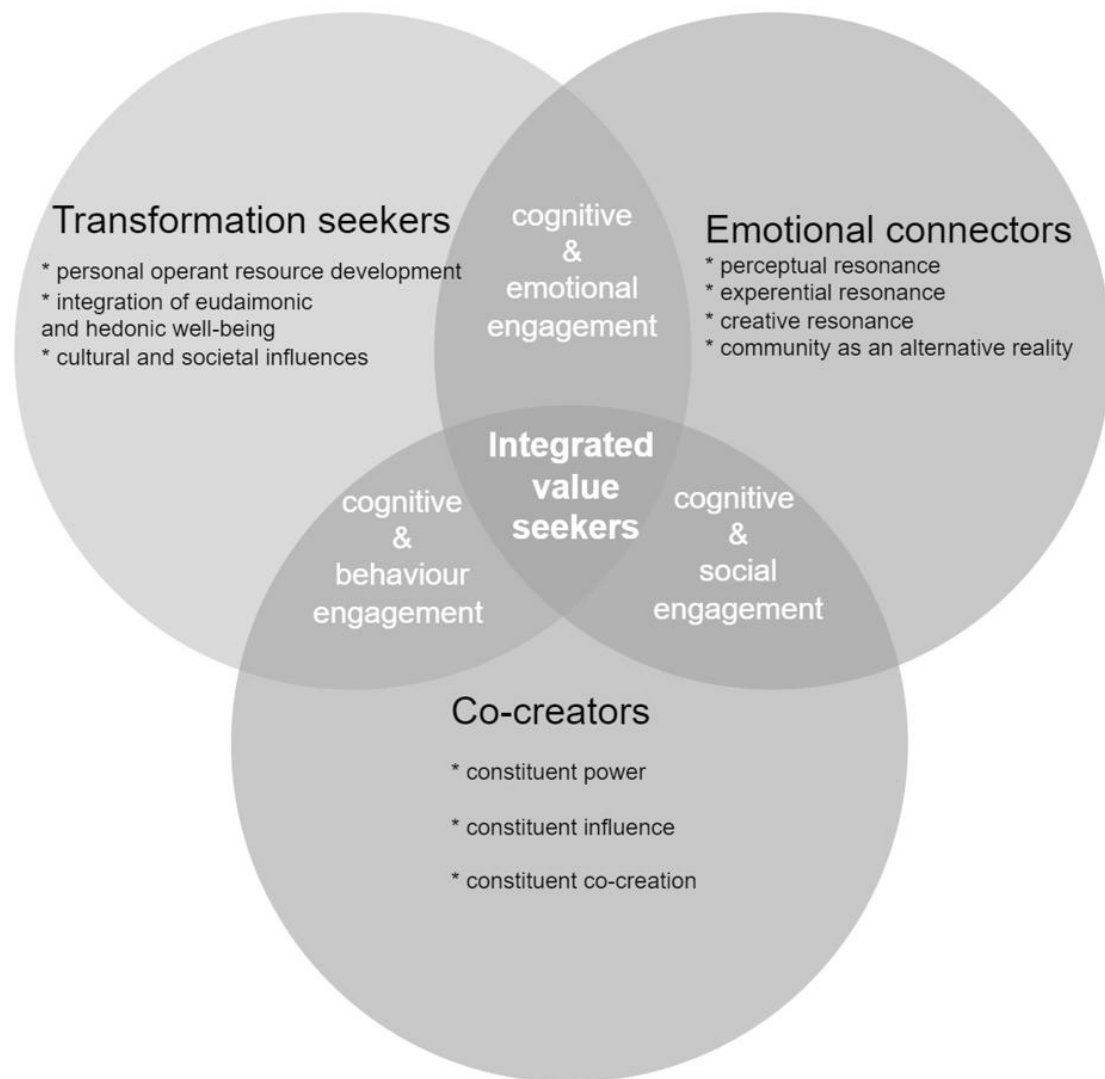 Transformation seekers
* personal operant resource development
* integration of eudaimonic
and hedonic well-being
* cultural and societal influences
cognitive
&
emotional
engagement
Emotional connectors
* perceptual resonance
* experential resonance
* creative resonance
* community as an alternative reality
Integrated
value
seekers
cognitive
&
behaviour
engagement
cognitive
&
social
engagement
Co-creators
* constituent power
* constituent influence
* constituent co-creation